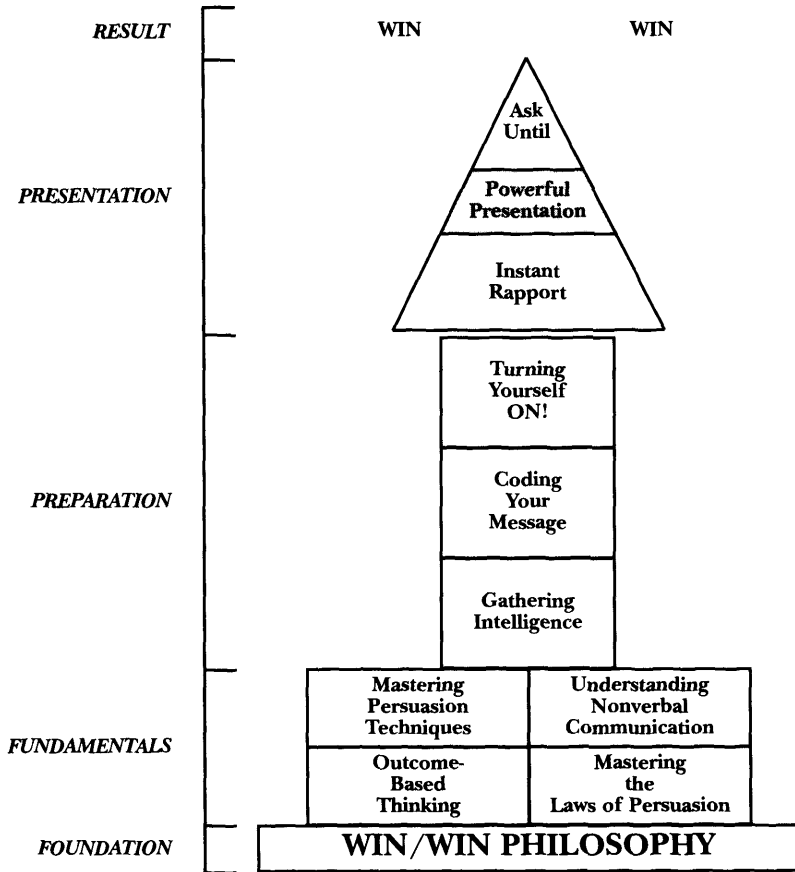 RESULT WIN WIN
Ask
Until
PRESENTATION
Powerful
Presentation
Instant
Rapport
Turning
Yourself
ON!
PREPARATION
Coding
Your
Message
Gathering
Intelligence
Mastering
Persuasion
Techniques
Understanding
Nonverbal
Communication
FUNDAMENTALS
Outcome-
Based
Thinking
Mastering
the
Laws of Persuasion
FOUNDATION
WIN/WIN PHILOSOPHY